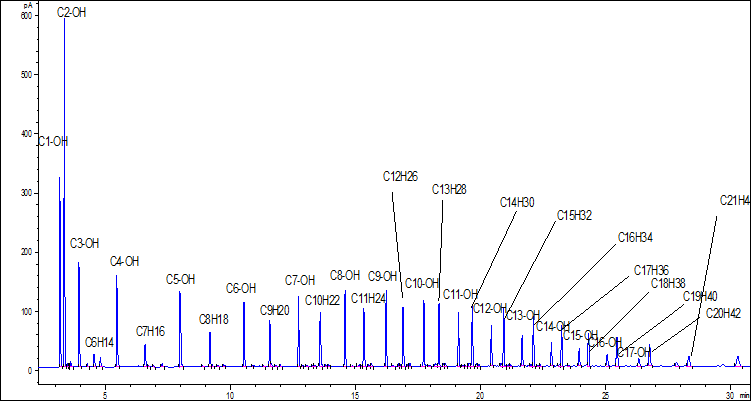 pA
600
500
400
300
200
100
0
C2-OH
C1-OH
C3-OH
C4-OH
C5-OH
C6-OH
C7-OH
C8-OH
C9-OH
C10-OH
C11-OH
C12-OH
C13-OH
C14-OH
C15-OH
C16-OH
C17-OH
C6H14
C7H16
C8H18
C9H20
C10H22
C11H24
C12H26
C13H28
C14H30
C15H32
C16H34
C17H36
C18H38
C19H40
C20H42
C21H4
5
10
15
20
25
30
min